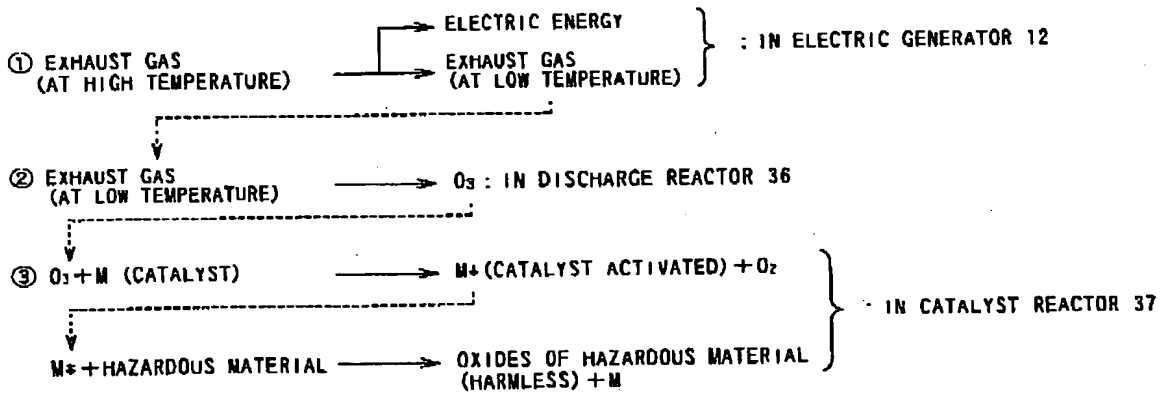 ELECTRIC ENERGY
① EXHAUST GAS
(AT HIGH TEMPERATURE)
EXHAUST GAS
(AT LOW TEMPERATURE)
: IN ELECTRIC GENERATOR 12
② EXHAUST GAS
(AT LOW TEMPERATURE)
O₃ : IN DISCHARGE REACTOR 36
③ O₃+M (CATALYST)
M* (CATALYST ACTIVATED)+O₂
· IN CATALYST REACTOR 37
M*+HAZARDOUS MATERIAL
OXIDES OF HAZARDOUS MATERIAL
(HARMLESS)+M